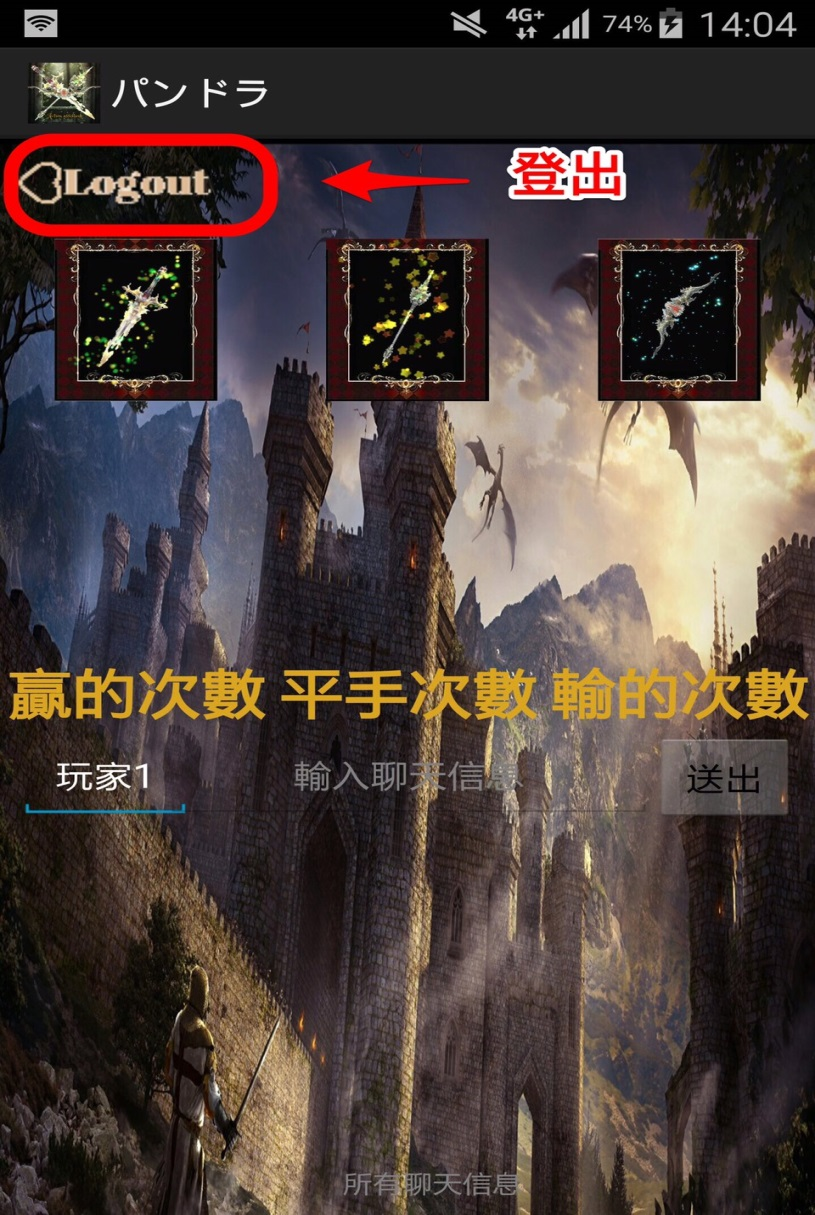 4G+ 74% 14:04
パンドラ
Logout 登出
贏的次數 平手次數 輸的次數
玩家1 輸入聊天信息 送出
所有聊天信息